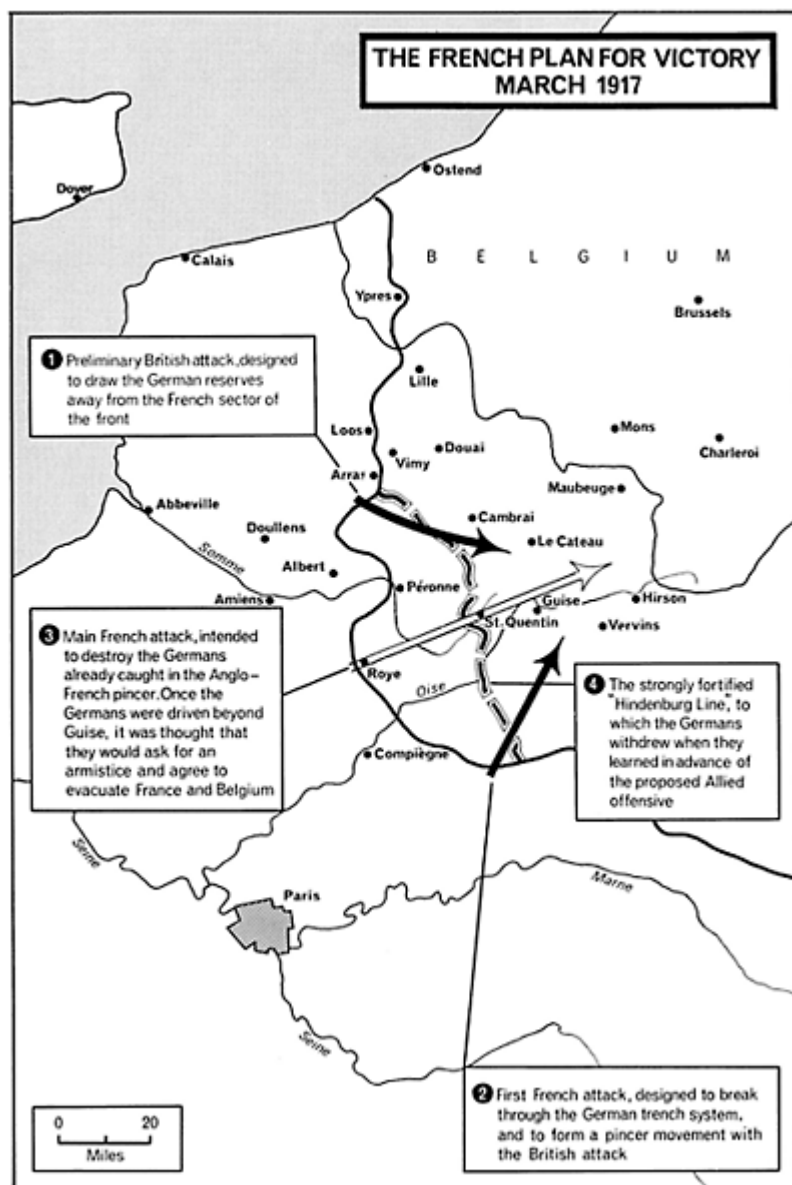 THE FRENCH PLAN FOR VICTORY
MARCH 1917
Ostend
Dover
Calais
B E L G I U M
Ypres
Brussels
❶ Preliminary British attack, designed
to draw the German reserves
away from the French sector of
the front
Lille
Loos
Mons
Vimy
Douai
Charleroi
Arras
Maubeuge
Abbeville
Cambrai
Doullens
Le Cateau
Somme
Albert
Péronne
Amiens
Guise
Hirson
St. Quentin
Vervins
❸ Main French attack, intended
to destroy the Germans
already caught in the Anglo–
French pincer. Once the
Germans were driven beyond
Guise, it was thought that
they would ask for an
armistice and agree to
evacuate France and Belgium
Roye
Oise
❹ The strongly fortified
"Hindenburg Line", to
which the Germans
withdrew when they
learned in advance of
the proposed Allied
offensive
Compiègne
Seine
Paris
Marne
Seine
❷ First French attack, designed to break
through the German trench system,
and to form a pincer movement with
the British attack
0 20
Miles